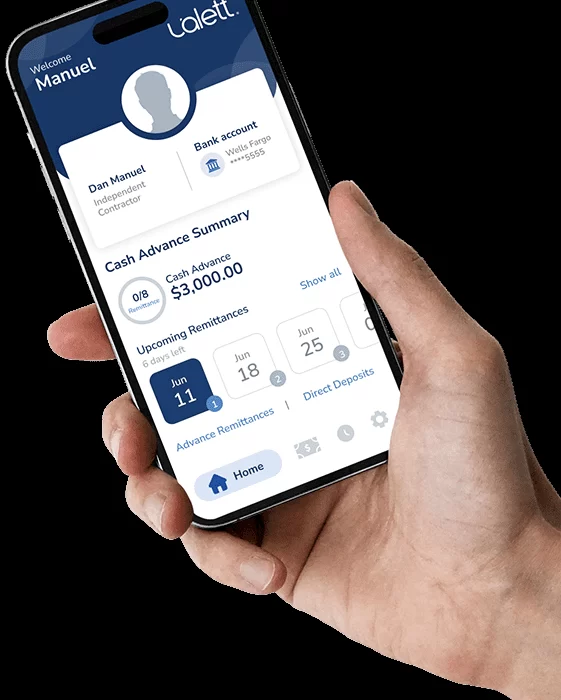 Ualett.
Welcome
Manuel
Dan Manuel
Independent
Contractor
Bank account
Wells Fargo
****5555
Cash Advance Summary
0/8
Remittance
Cash Advance
$3,000.00
Upcoming Remittances
Show all
6 days left
Jun
11
1
Jun
18
2
Jun
25
3
Advance Remittances | Direct Deposits
Home
$